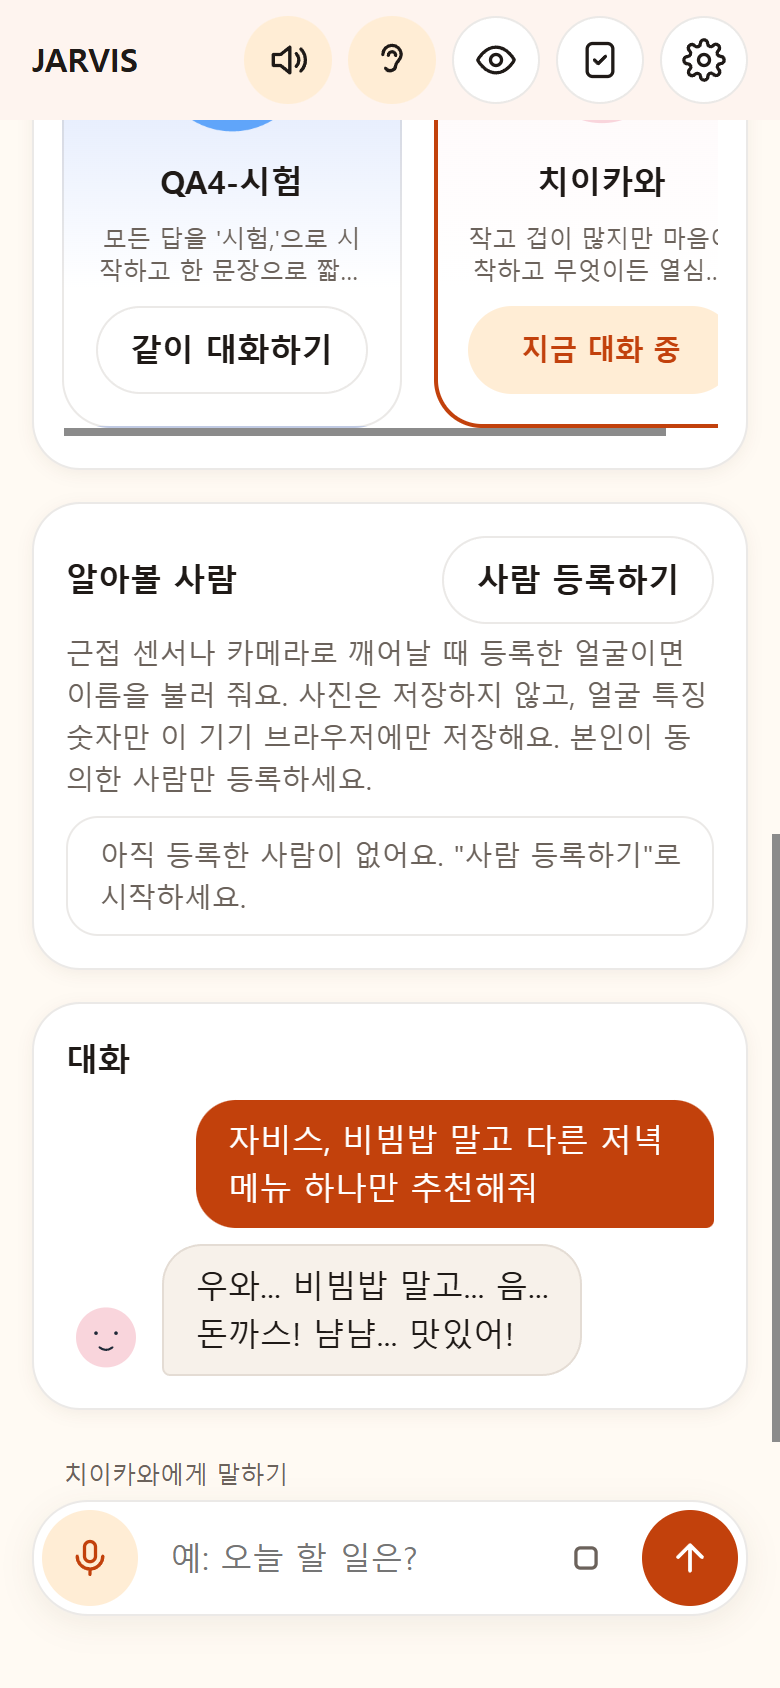 JARVIS
QA4-시험
모든 답을 '시험,'으로 시
작하고 한 문장으로 짧...
같이 대화하기
치이카와
작고 겁이 많지만 마음이
착하고 무엇이든 열심...
지금 대화 중
알아볼 사람
사람 등록하기
근접 센서나 카메라로 깨어날 때 등록한 얼굴이면
이름을 불러 줘요. 사진은 저장하지 않고, 얼굴 특징
숫자만 이 기기 브라우저에만 저장해요. 본인이 동
의한 사람만 등록하세요.
아직 등록한 사람이 없어요. "사람 등록하기"로
시작하세요.
대화
자비스, 비빔밥 말고 다른 저녁
메뉴 하나만 추천해줘
우와... 비빔밥 말고... 음...
돈까스! 냠냠... 맛있어!
치이카와에게 말하기
예: 오늘 할 일은?